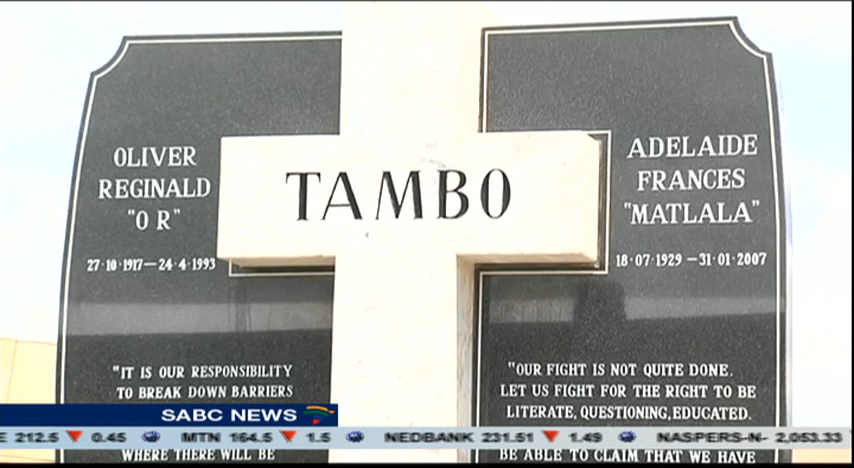 OLIVER
REGINALD
"O R"
27·10·1917—24·4·1993
TAMBO
ADELAIDE
FRANCES
"MATLALA"
18·07·1929 —31·01·2007
"IT IS OUR RESPONSIBILITY
TO BREAK DOWN BARRIERS
WHERE THERE WILL BE
"OUR FIGHT IS NOT QUITE DONE.
LET US FIGHT FOR THE RIGHT TO BE
LITERATE, QUESTIONING, EDUCATED.
BE ABLE TO CLAIM THAT WE HAVE
SABC NEWS
E 212.5 0.45 MTN 164.5 1.5 NEDBANK 231.51 1.49 NASPERS-N- 2,053.33